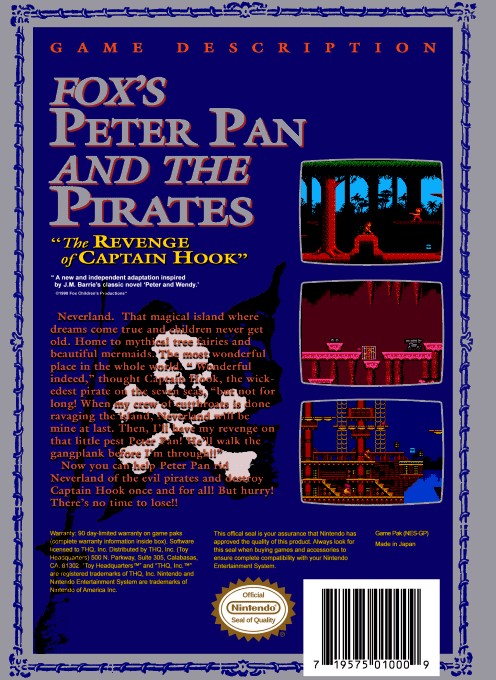 GAME DESCRIPTION
FOX'S
PETER PAN
AND THE
PIRATES
"The REVENGE
of CAPTAIN HOOK"
" A new and independent adaptation inspired
by J.M. Barrie's classic novel 'Peter and Wendy.'
©1990 Fox Children's Productions"
Neverland. That magical island where
dreams come true and children never get
old. Home to mythical tree fairies and
beautiful mermaids. The most wonderful
place in the whole world. "Wonderful
indeed," thought Captain Hook, the wick-
edest pirate on the seven seas, "but not for
long! When my crew of cutthroats is done
ravaging the island, Neverland will be
mine at last. Then, I'll have my revenge on
that little pest Peter Pan! He'll walk the
gangplank before I'm through!!"
Now you can help Peter Pan rid
Neverland of the evil pirates and destroy
Captain Hook once and for all! But hurry!
There's no time to lose!!
Warranty: 90 day-limited warranty on game paks
(complete warranty information inside box). Software
licensed to THQ, Inc. Distributed by THQ, Inc. (Toy
Headquarters) 500 N. Parkway, Suite 305, Calabasas,
CA. 81302. "Toy Headquarters™" and "THQ, Inc.™"
are registered trademarks of THQ, Inc. Nintendo and
Nintendo Entertainment System are trademarks of
Nintendo of America Inc.
This official seal is your assurance that Nintendo has
approved the quality of this product. Always look for
this seal when buying games and accessories to
ensure complete compatibility with your Nintendo
Entertainment System.
Game Pak (NES-GP)
Made in Japan
Official
Nintendo
Seal of Quality
®
7 19575 01000 9